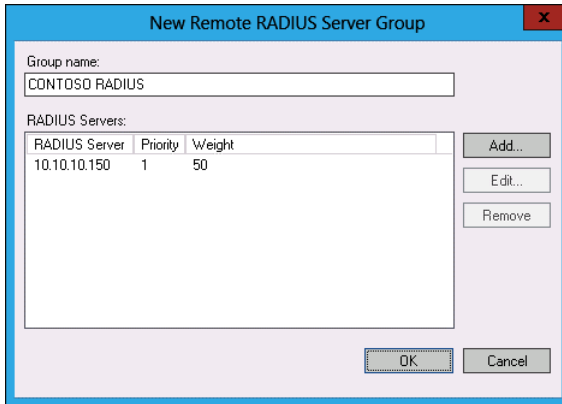 New Remote RADIUS Server Group
x
Group name:
CONTOSO RADIUS
RADIUS Servers:
RADIUS Server Priority Weight
10.10.10.150 1 50
Add...
Edit...
Remove
OK Cancel